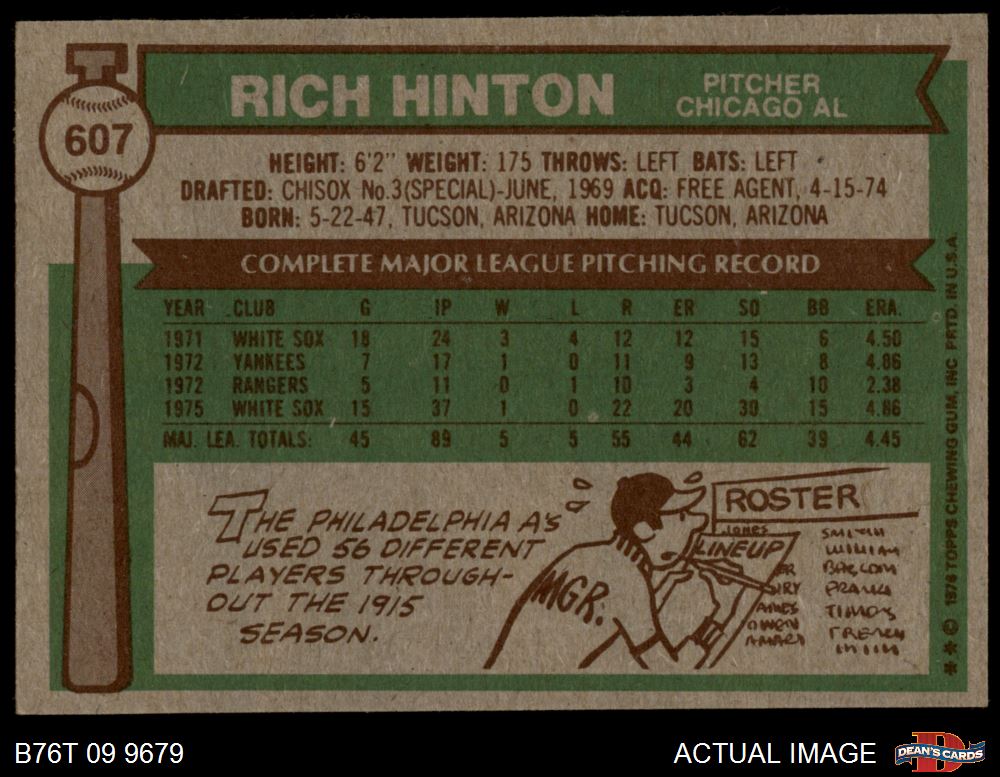 RICH HINTON
PITCHER
CHICAGO AL
607
HEIGHT: 6'2" WEIGHT: 175 THROWS: LEFT BATS: LEFT
DRAFTED: CHISOX No.3(SPECIAL)-JUNE, 1969 ACQ: FREE AGENT, 4-15-74
BORN: 5-22-47, TUCSON, ARIZONA HOME: TUCSON, ARIZONA
COMPLETE MAJOR LEAGUE PITCHING RECORD
YEAR CLUB G IP W L R ER SO BB ERA.
1971 WHITE SOX 18 24 3 4 12 12 15 6 4.50
1972 YANKEES 7 17 1 0 11 9 13 8 4.86
1972 RANGERS 5 11 0 1 10 3 4 10 2.38
1975 WHITE SOX 15 37 1 0 22 20 30 15 4.86
MAJ. LEA. TOTALS: 45 89 5 5 55 44 62 39 4.45
THE PHILADELPHIA A'S
USED 56 DIFFERENT
PLAYERS THROUGH-
OUT THE 1915
SEASON.
MGR.
ROSTER
JONES
LINEUP
AMES
OWEN
SMITH
WILLIAM
** © 1976 TOPPS CHEWING GUM, INC PRTD. IN U.S.A.
B76T 09 9679
ACTUAL IMAGE
D
DEAN'S CARDS